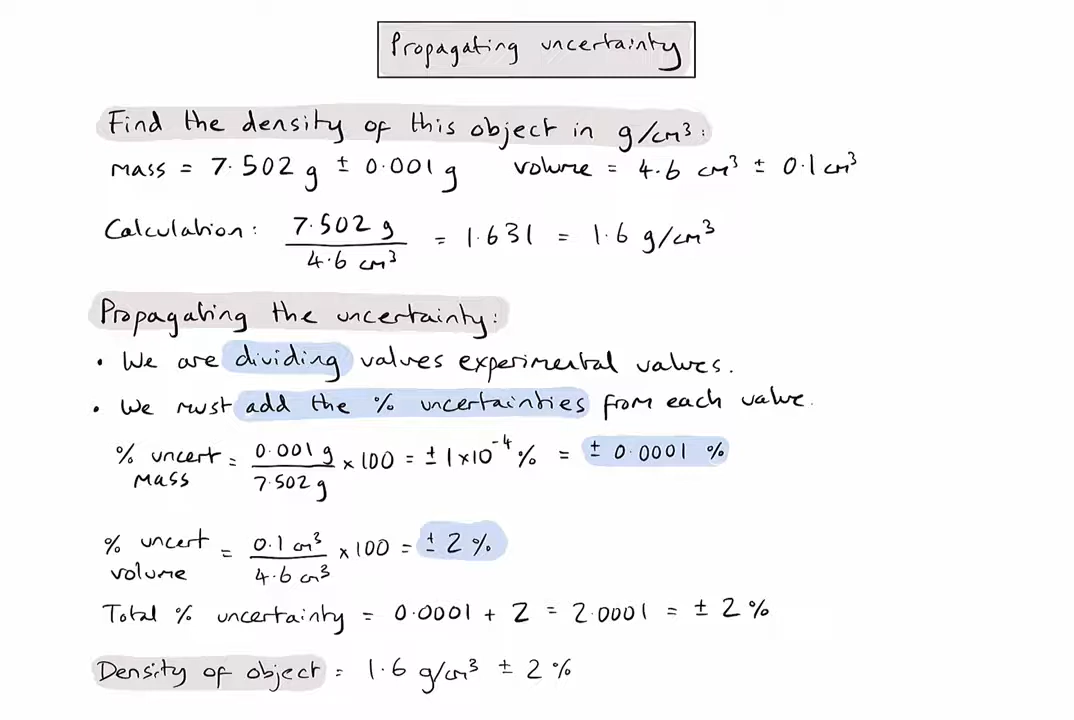 Propagating uncertainty
Find the density of this object in g/cm³:
mass = 7.502 g ± 0.001 g volume = 4.6 cm³ ± 0.1 cm³
Calculation: 7.502 g / 4.6 cm³ = 1.631 = 1.6 g/cm³
Propagating the uncertainty:
• We are dividing values experimental values.
• We must add the % uncertainties from each value.
% uncert mass = 0.001 g / 7.502 g × 100 = ± 1×10⁻⁴ % = ± 0.0001 %
% uncert volume = 0.1 cm³ / 4.6 cm³ × 100 = ± 2 %
Total % uncertainty = 0.0001 + 2 = 2.0001 = ± 2 %
Density of object = 1.6 g/cm³ ± 2 %